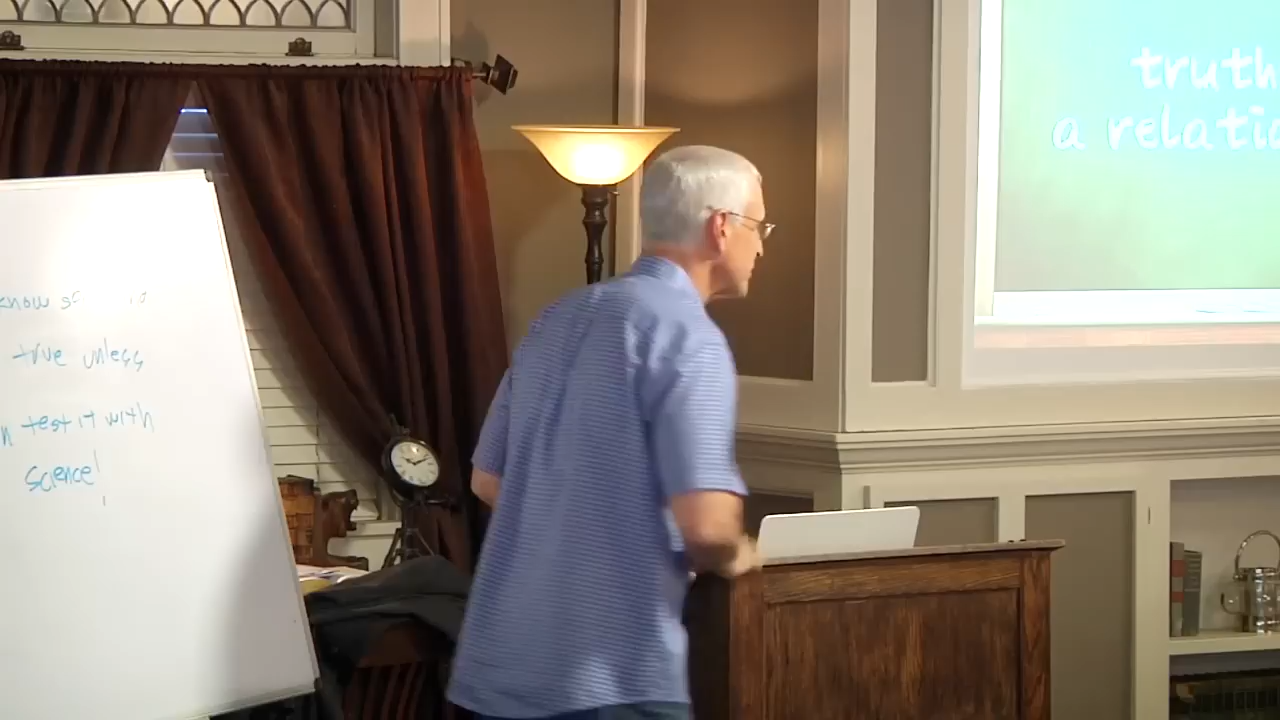 know
true unless
test it with
science!
truth
a relatio